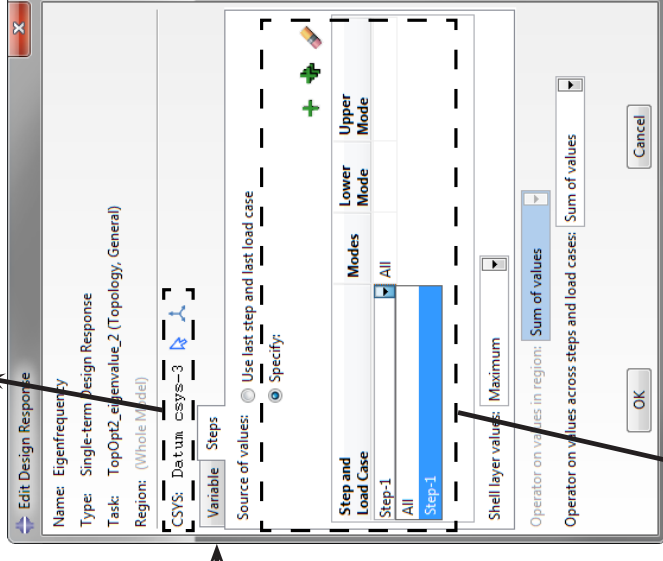 Edit Design Response
Name: Eigenfrequency
Type: Single-term Design Response
Task: TopOpt2_eigenvalue_2 (Topology, General)
Region: (Whole Model)
CSYS: Datum csys-3
Variable Steps
Source of values: Use last step and last load case
Specify:
Step and Load Case Modes Lower Mode Upper Mode
Step-1 All
All
Step-1
Shell layer values: Maximum
Operator on values in region: Sum of values
Operator on values across steps and load cases: Sum of values
OK Cancel